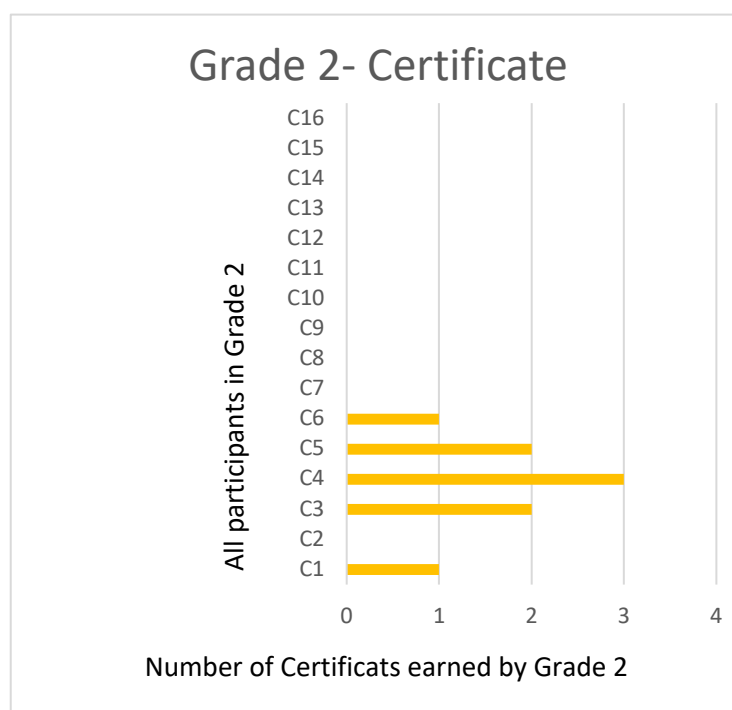 Grade 2- Certificate
All participants in Grade 2
C16
C15
C14
C13
C12
C11
C10
C9
C8
C7
C6
C5
C4
C3
C2
C1
0 1 2 3 4
Number of Certificats earned by Grade 2